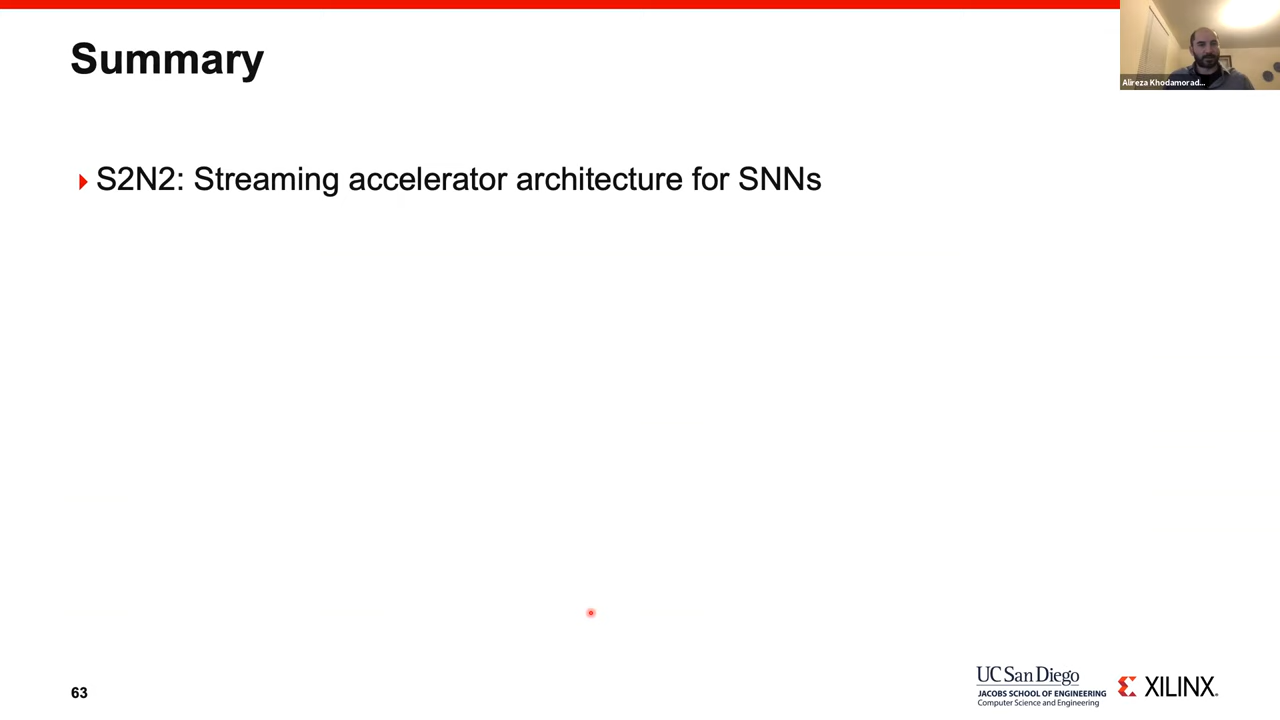 Summary
Alireza Khodamorad...
S2N2: Streaming accelerator architecture for SNNs
63
UC San Diego
JACOBS SCHOOL OF ENGINEERING
Computer Science and Engineering
XILINX.